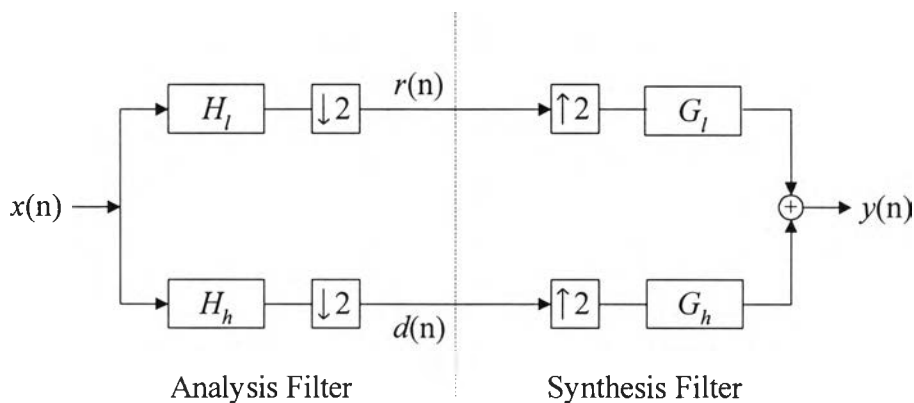 H_l ↓2 r(n) ↑2 G_l
x(n) + y(n)
H_h ↓2 d(n) ↑2 G_h
Analysis Filter Synthesis Filter